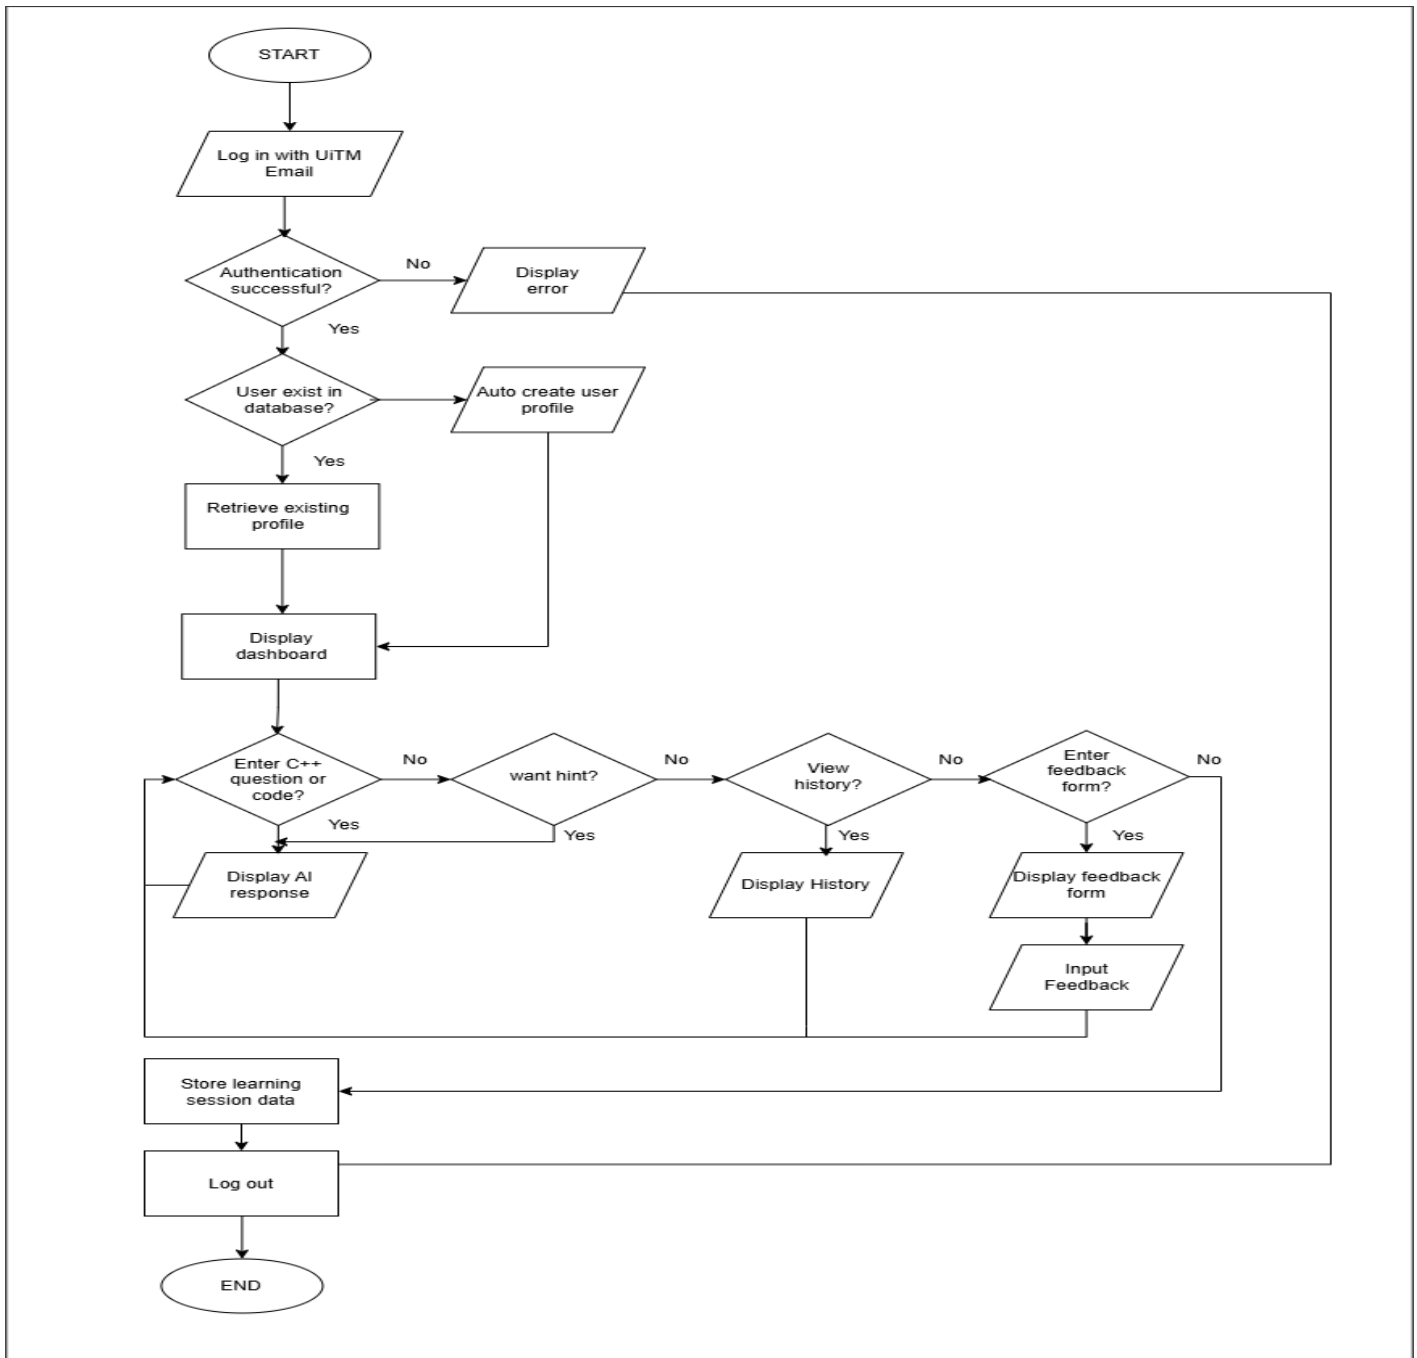 START
Log in with UiTM
Email
Authentication
successful?
No
Display
error
Yes
User exist in
database?
Auto create user
profile
Yes
Retrieve existing
profile
Display
dashboard
Enter C++
question or
code?
No
want hint?
No
View
history?
No
Enter
feedback
form?
No
Yes
Yes
Yes
Yes
Display AI
response
Display History
Display feedback
form
Input
Feedback
Store learning
session data
Log out
END